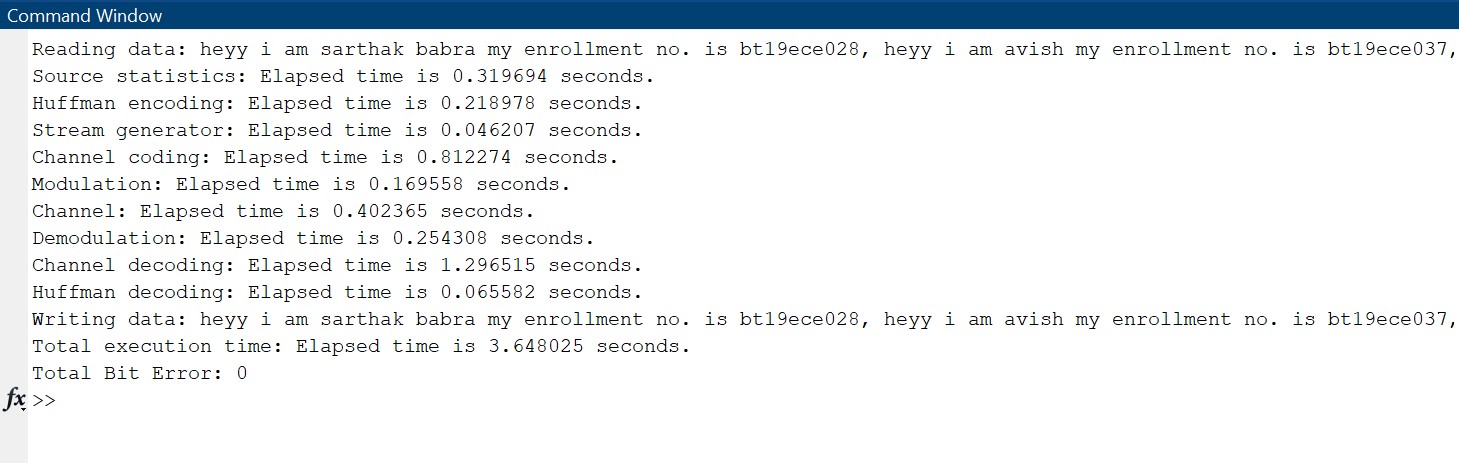 Command Window
Reading data: heyy i am sarthak babra my enrollment no. is bt19ece028, heyy i am avish my enrollment no. is bt19ece037,
Source statistics: Elapsed time is 0.319694 seconds.
Huffman encoding: Elapsed time is 0.218978 seconds.
Stream generator: Elapsed time is 0.046207 seconds.
Channel coding: Elapsed time is 0.812274 seconds.
Modulation: Elapsed time is 0.169558 seconds.
Channel: Elapsed time is 0.402365 seconds.
Demodulation: Elapsed time is 0.254308 seconds.
Channel decoding: Elapsed time is 1.296515 seconds.
Huffman decoding: Elapsed time is 0.065582 seconds.
Writing data: heyy i am sarthak babra my enrollment no. is bt19ece028, heyy i am avish my enrollment no. is bt19ece037,
Total execution time: Elapsed time is 3.648025 seconds.
Total Bit Error: 0
fx >>